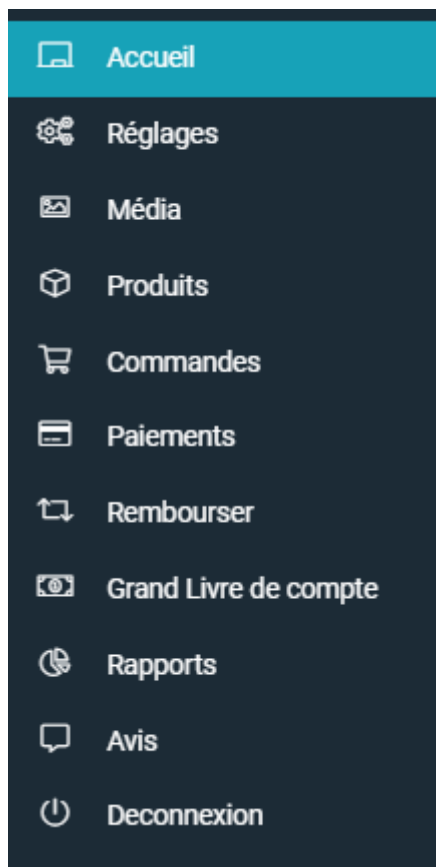 Accueil
Réglages
Média
Produits
Commandes
Paiements
Rembourser
Grand Livre de compte
Rapports
Avis
Deconnexion